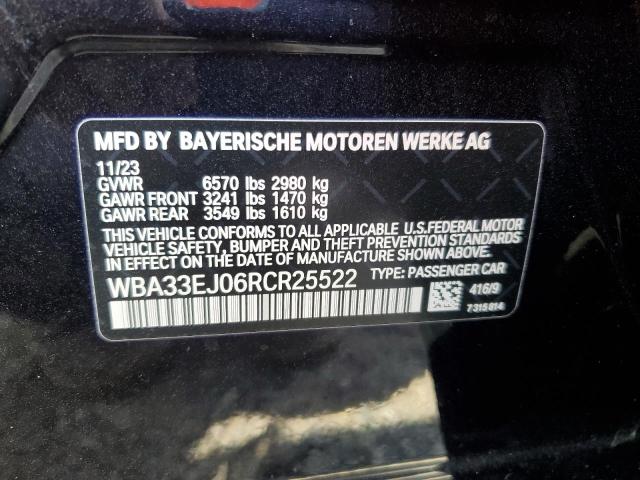 MFD BY BAYERISCHE MOTOREN WERKE AG
11/23
GVWR 6570 lbs 2980 kg
GAWR FRONT 3241 lbs 1470 kg
GAWR REAR 3549 lbs 1610 kg
THIS VEHICLE CONFORMS TO ALL APPLICABLE U.S.FEDERAL MOTOR
VEHICLE SAFETY, BUMPER AND THEFT PREVENTION STANDARDS
IN EFFECT ON THE DATE OF MANUFACTURE SHOWN ABOVE.
WBA33EJ06RCR25522 TYPE: PASSENGER CAR
416/9
7315814